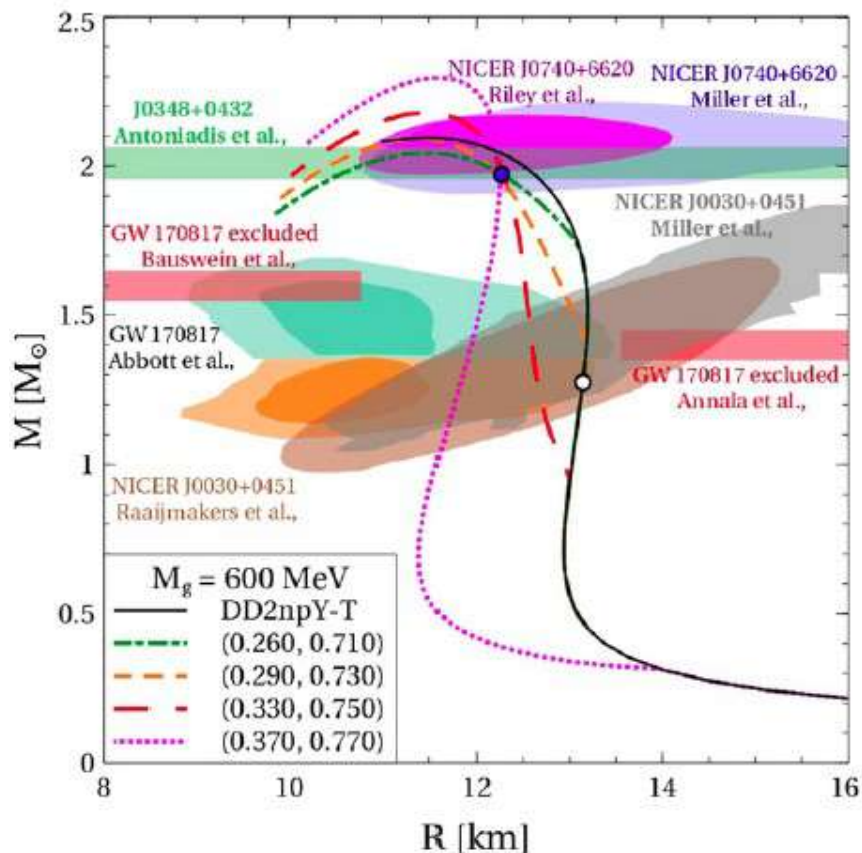 2.5
2
1.5
1
0.5
0
M [M⊙]
NICER J0740+6620
Riley et al.,
NICER J0740+6620
Miller et al.,
J0348+0432
Antoniadis et al.,
NICER J0030+0451
Miller et al.,
GW 170817 excluded
Bauswein et al.,
GW 170817
Abbott et al.,
GW 170817 excluded
Annala et al.,
NICER J0030+0451
Raaijmakers et al.,
M_g = 600 MeV
DD2npY-T
(0.260, 0.710)
(0.290, 0.730)
(0.330, 0.750)
(0.370, 0.770)
8 10 12 14 16
R [km]